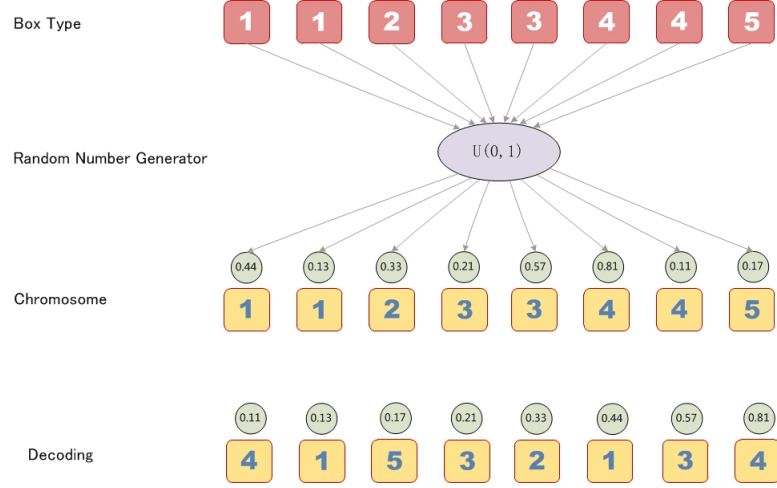 Box Type 1 1 2 3 3 4 4 5
Random Number Generator U(0,1)
0.44 0.13 0.33 0.21 0.57 0.81 0.11 0.17
Chromosome 1 1 2 3 3 4 4 5
0.11 0.13 0.17 0.21 0.33 0.44 0.57 0.81
Decoding 4 1 5 3 2 1 3 4